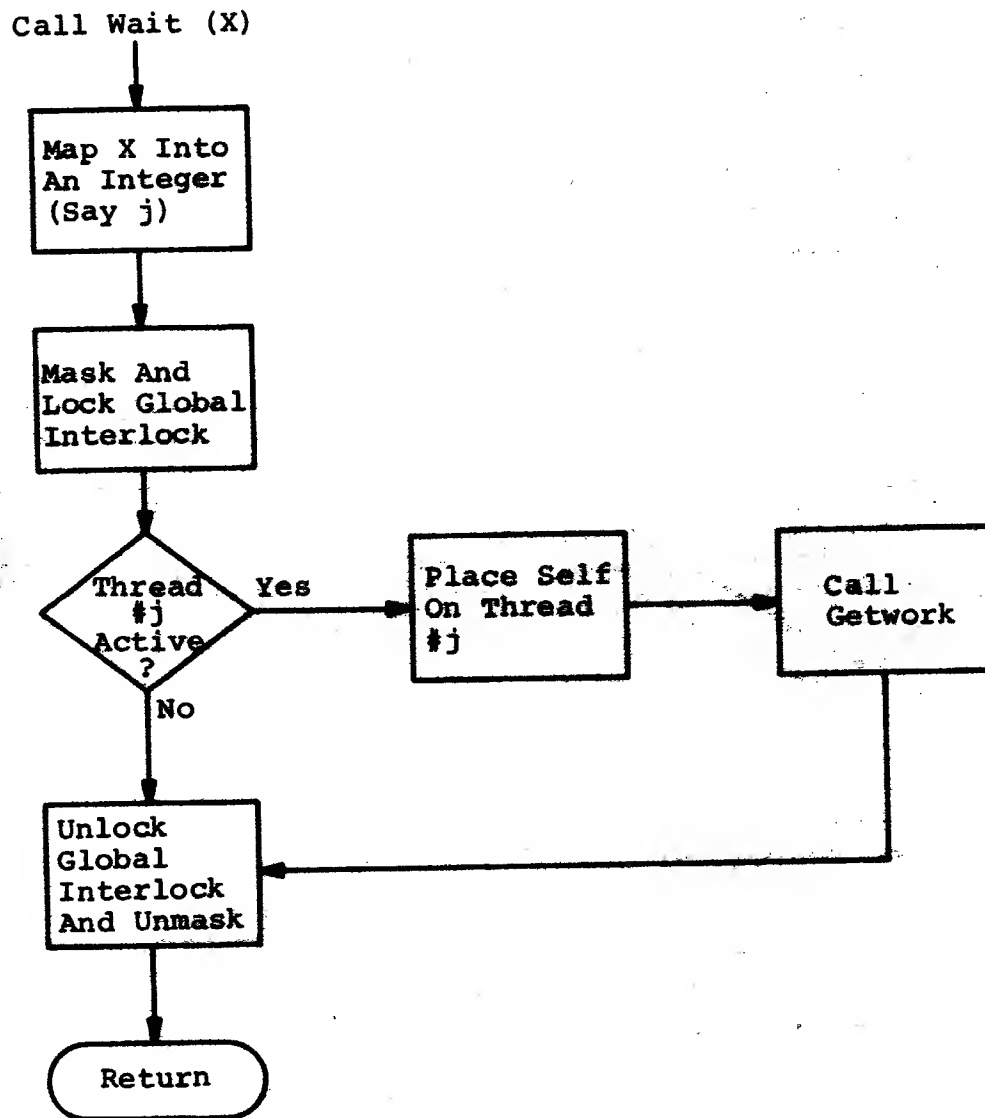 Call Wait (X)
Map X Into
An Integer
(Say j)
Mask And
Lock Global
Interlock
Thread
#j
Active
?
Yes
Place Self
On Thread
#j
Call
Getwork
No
Unlock
Global
Interlock
And Unmask
Return